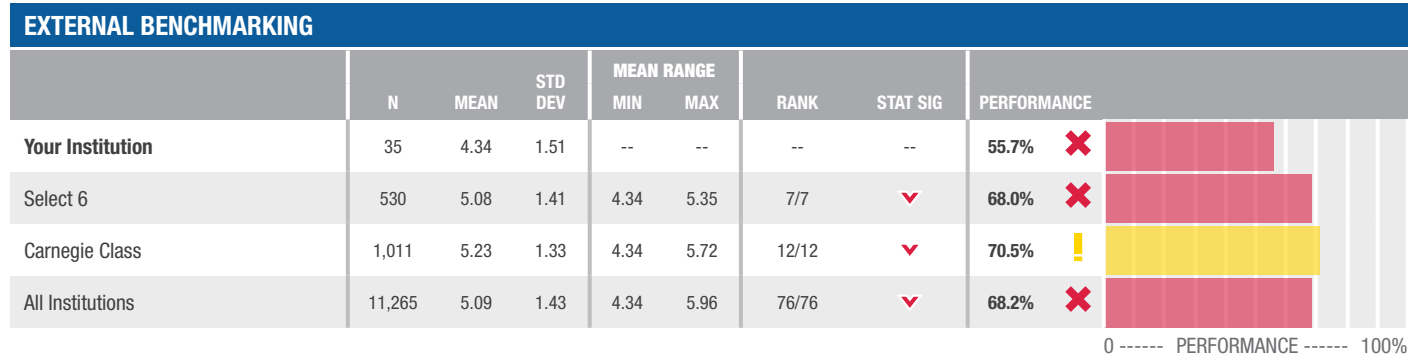 EXTERNAL BENCHMARKING
MEAN RANGE
N MEAN STD DEV MIN MAX RANK STAT SIG PERFORMANCE
Your Institution 35 4.34 1.51 -- -- -- -- 55.7%
Select 6 530 5.08 1.41 4.34 5.35 7/7 68.0%
Carnegie Class 1,011 5.23 1.33 4.34 5.72 12/12 70.5% !
All Institutions 11,265 5.09 1.43 4.34 5.96 76/76 68.2%
0 ------ PERFORMANCE ------ 100%